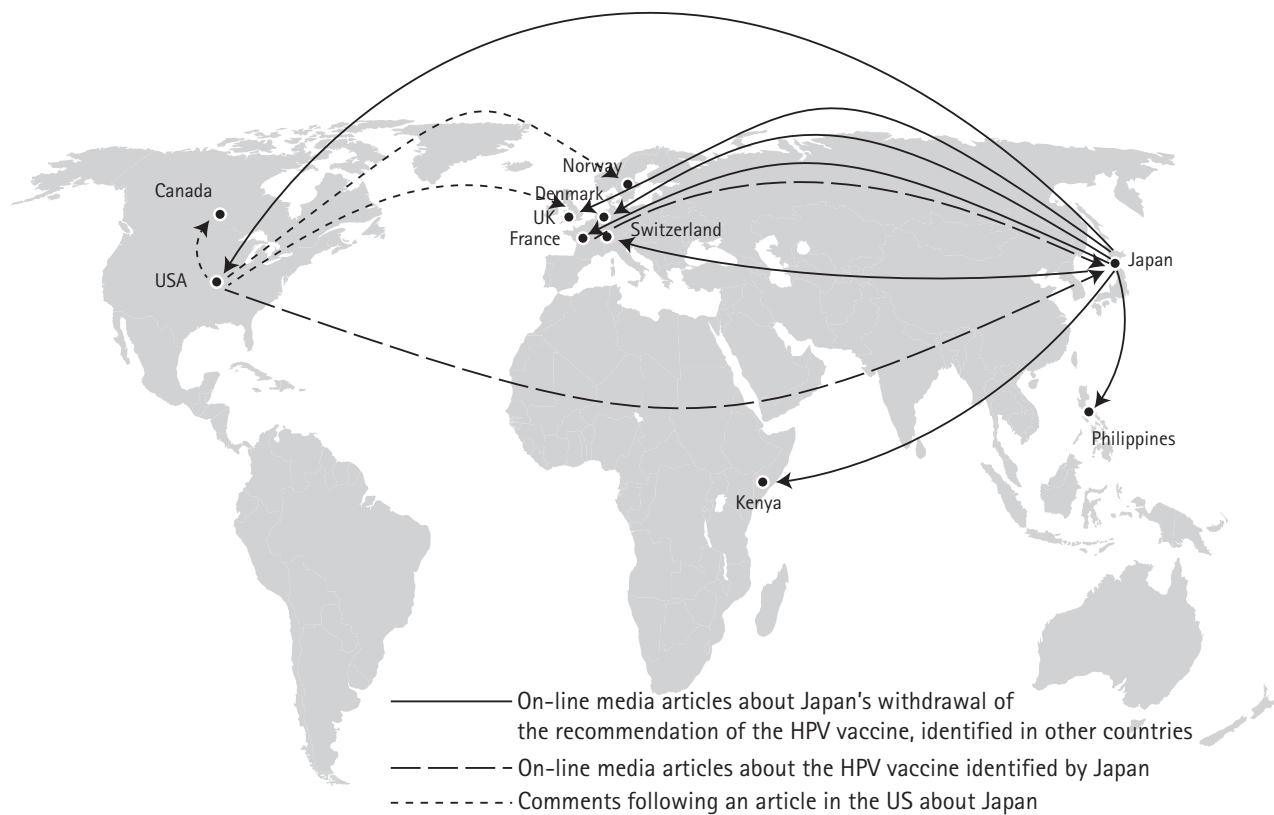 Norway
Canada
Denmark
UK
Switzerland
France
Japan
USA
Philippines
Kenya
On-line media articles about Japan’s withdrawal of
the recommendation of the HPV vaccine, identified in other countries
On-line media articles about the HPV vaccine identified by Japan
Comments following an article in the US about Japan